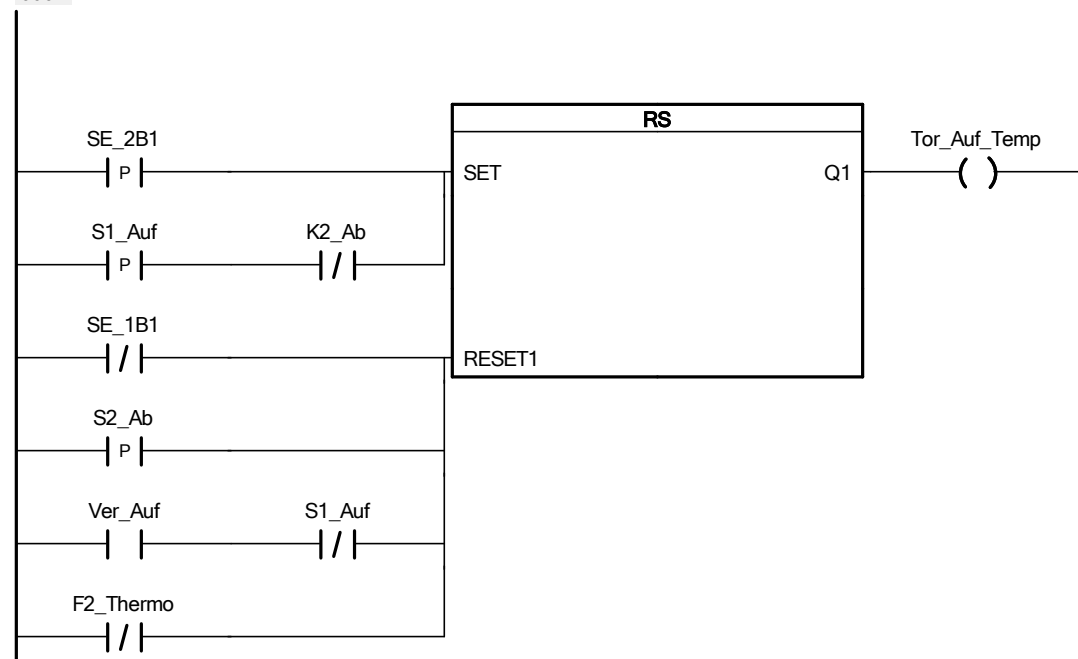 RS
SE_2B1
Tor_Auf_Temp
P
SET
Q1
S1_Auf
K2_Ab
P
SE_1B1
RESET1
S2_Ab
P
Ver_Auf
S1_Auf
F2_Thermo